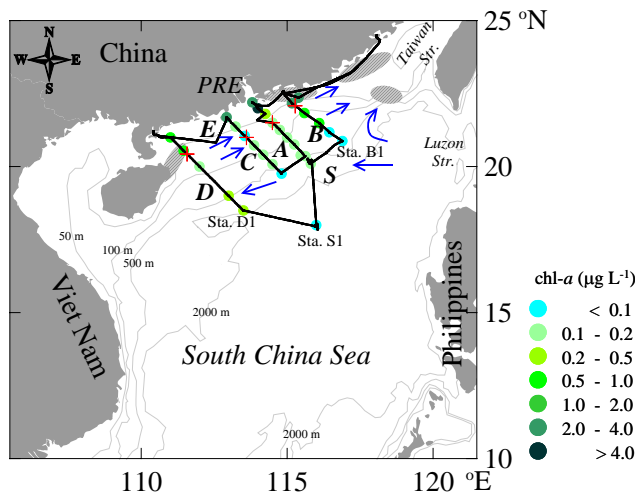 25 °N
N
W E
S
China
Taiwan
Str.
PRE
E
B
Luzon
Str.
A
Sta. B1
C
S
20
D
Sta. D1
Sta. S1
50 m
100 m
500 m
Viet Nam
2000 m
Philippines
chl-a (μg L-1)
< 0.1
0.1 - 0.2
0.2 - 0.5
0.5 - 1.0
1.0 - 2.0
2.0 - 4.0
> 4.0
15
South China Sea
2000 m
10
110
115
120
°E